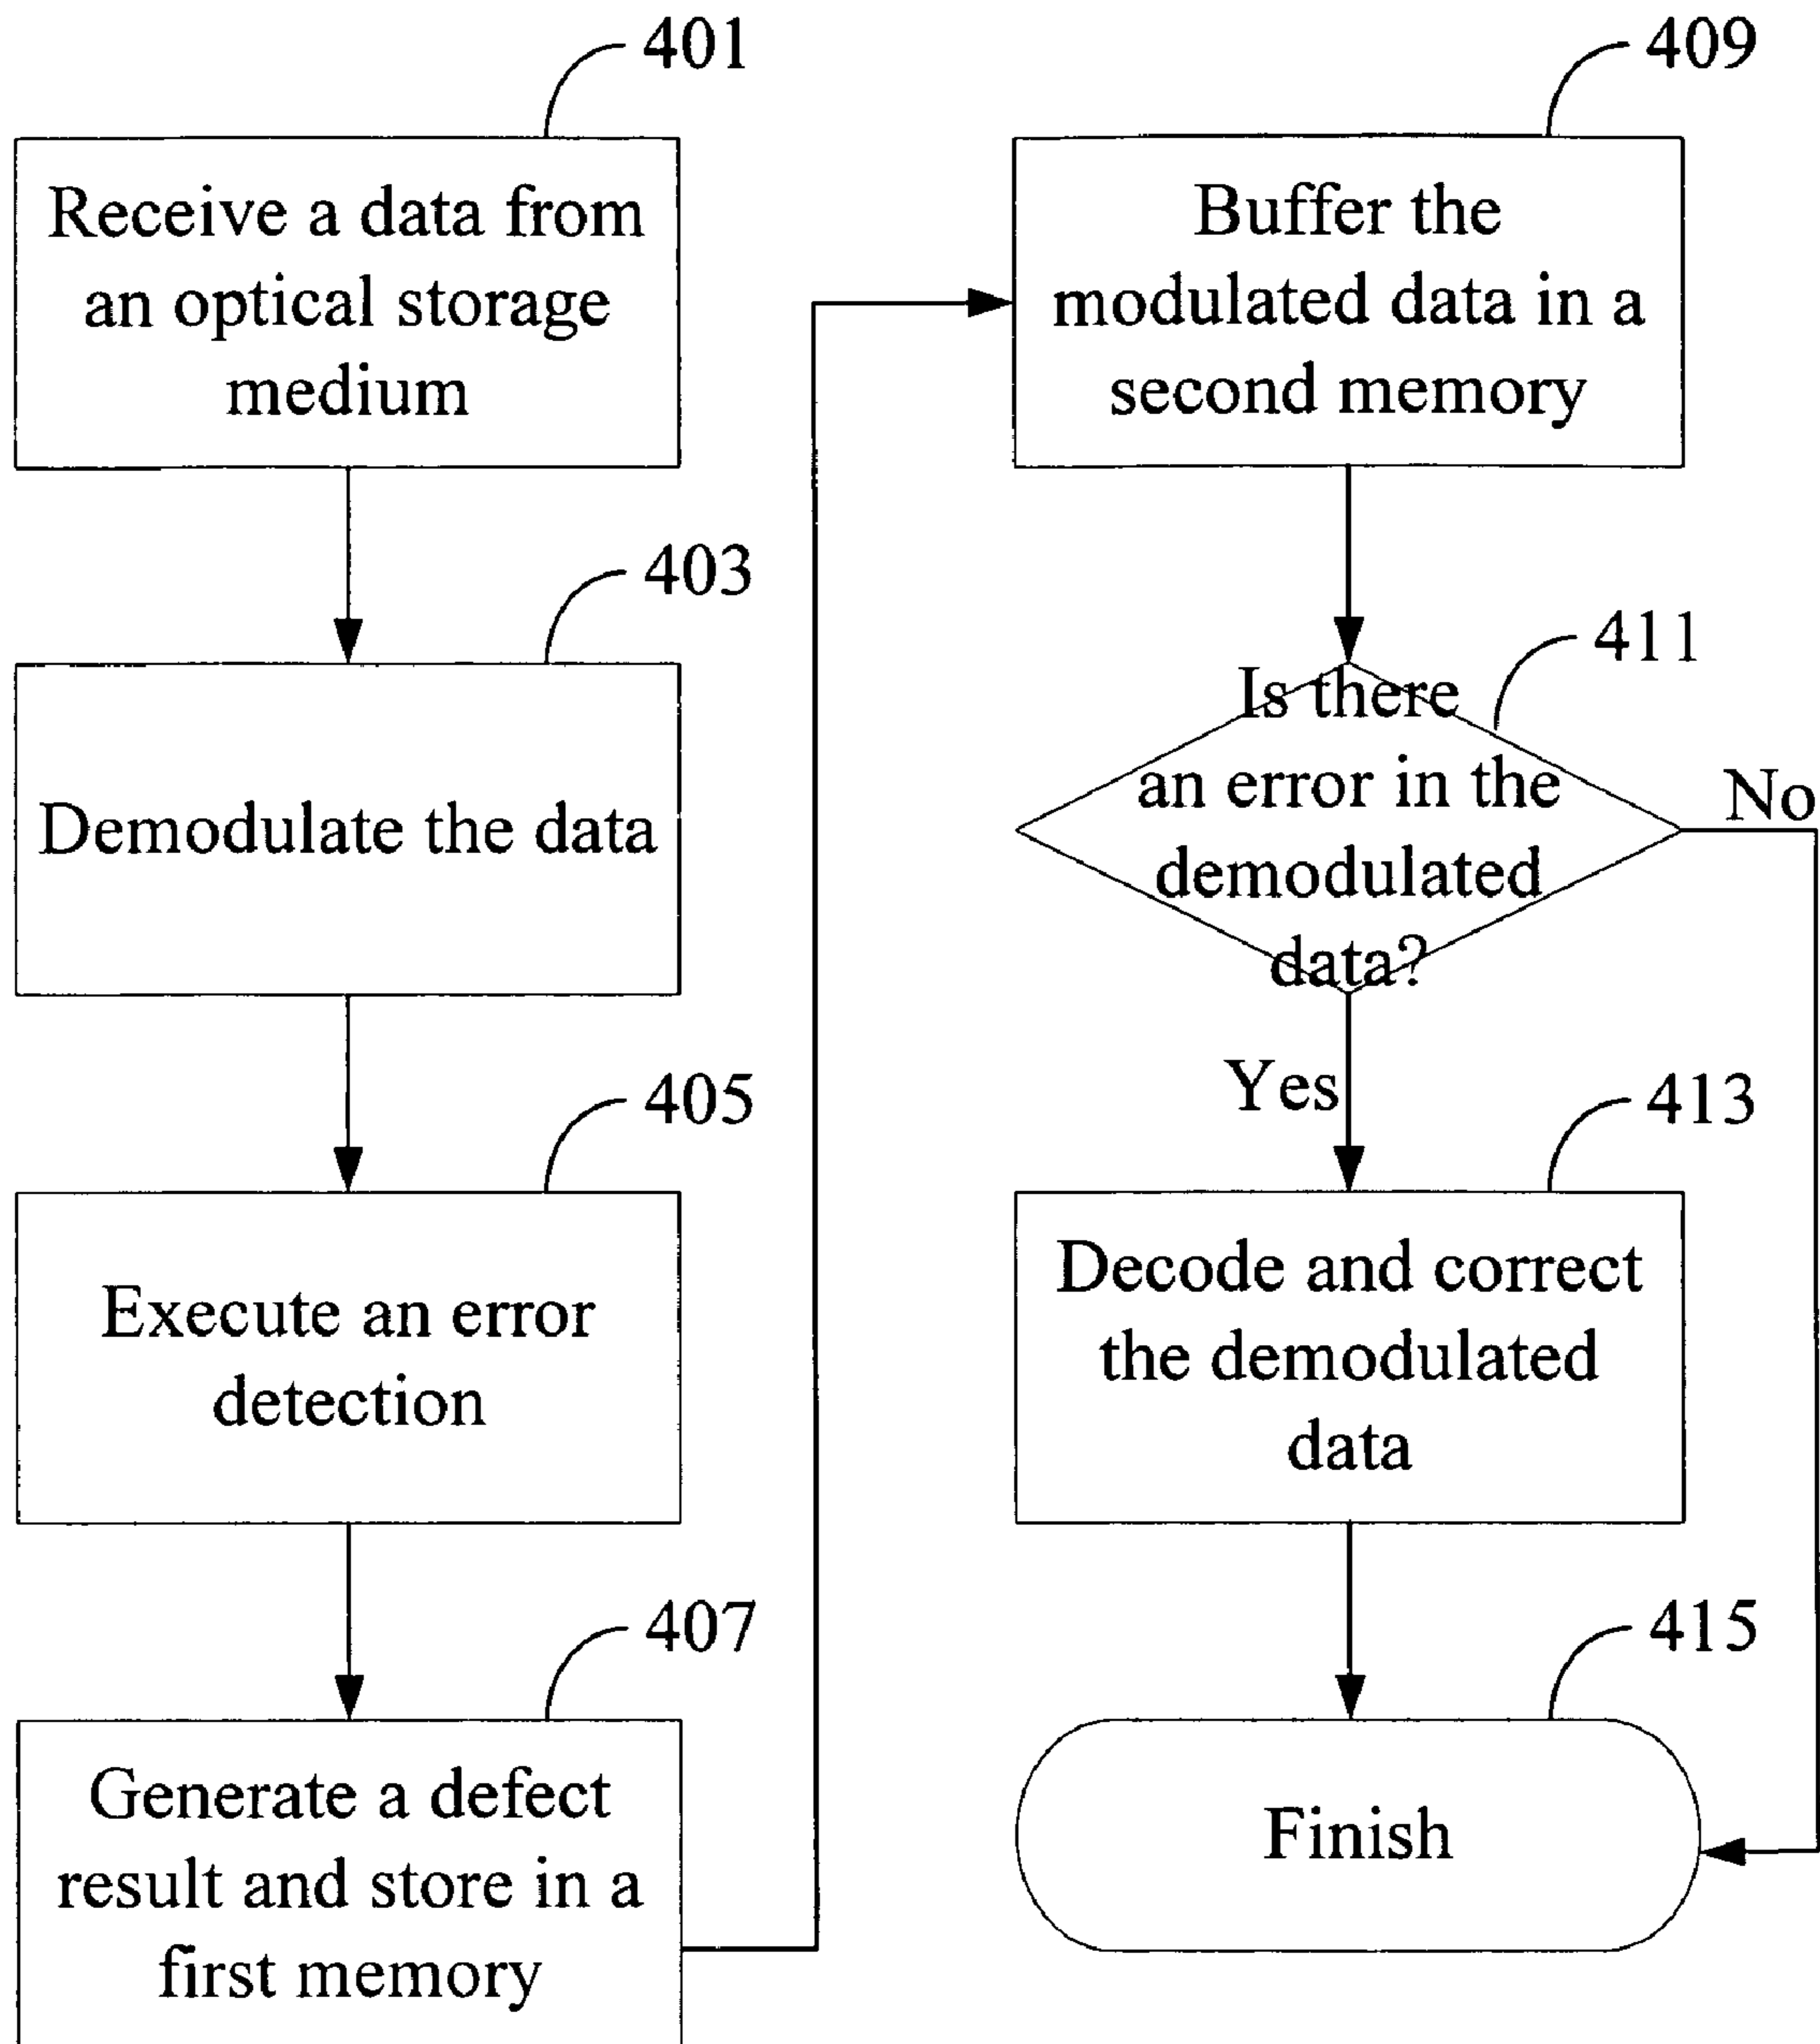 401
Receive a data from
an optical storage
medium
403
Demodulate the data
405
Execute an error
detection
407
Generate a defect
result and store in a
first memory
409
Buffer the
modulated data in a
second memory
411
Is there
an error in the
demodulated
data?
No
Yes
413
Decode and correct
the demodulated
data
415
Finish